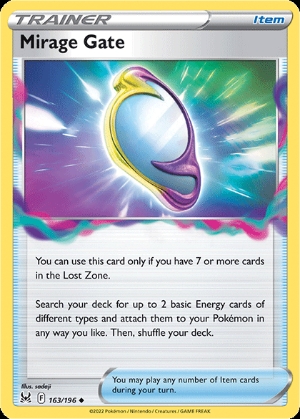 TRAINER
Item
Mirage Gate
You can use this card only if you have 7 or more cards
in the Lost Zone.
Search your deck for up to 2 basic Energy cards of
different types and attach them to your Pokémon in
any way you like. Then, shuffle your deck.
Illus. sadaji
F 163/196
You may play any number of Item cards
during your turn.
©2022 Pokémon / Nintendo / Creatures / GAME FREAK